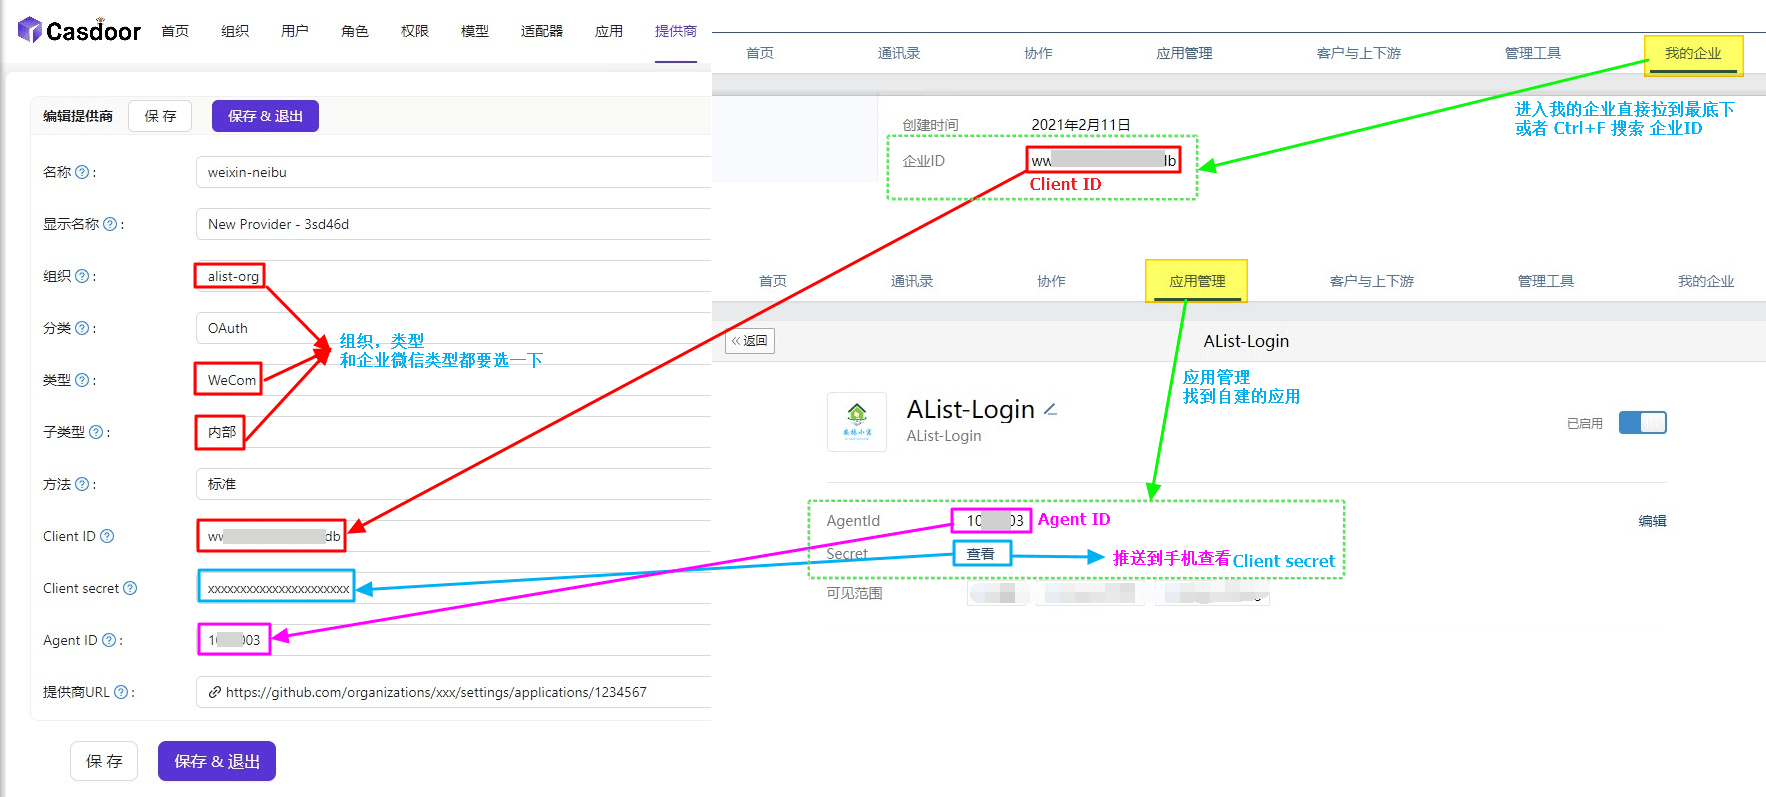 Casdoor 首页 组织 用户 角色 权限 模型 适配器 应用 提供商
编辑提供商 保 存 保存 & 退出
名称 ? : weixin-neibu
显示名称 ? : New Provider - 3sd46d
组织 ? : alist-org
分类 ? : OAuth
组织，类型
和企业微信类型都要选一下
类型 ? : WeCom
子类型 ? : 内部
方法 ? : 标准
Client ID ? ww db
Client secret ? xxxxxxxxxxxxxxxxxxxxxx
Agent ID ? : 10 003
提供商URL ? : https://github.com/organizations/xxx/settings/applications/1234567
保 存 保存 & 退出
首页 通讯录 协作 应用管理 客户与上下游 管理工具 我的企业
进入我的企业直接拉到最底下
或者 Ctrl+F 搜索 企业ID
创建时间 2021年2月11日
企业ID ww lb
Client ID
首页 通讯录 协作 应用管理 客户与上下游 管理工具 我的企业
« 返回 AList-Login
应用管理
找到自建的应用
AList-Login
AList-Login
已启用
AgentId 10 03 Agent ID
编辑
Secret 查看 推送到手机查看Client secret
可见范围